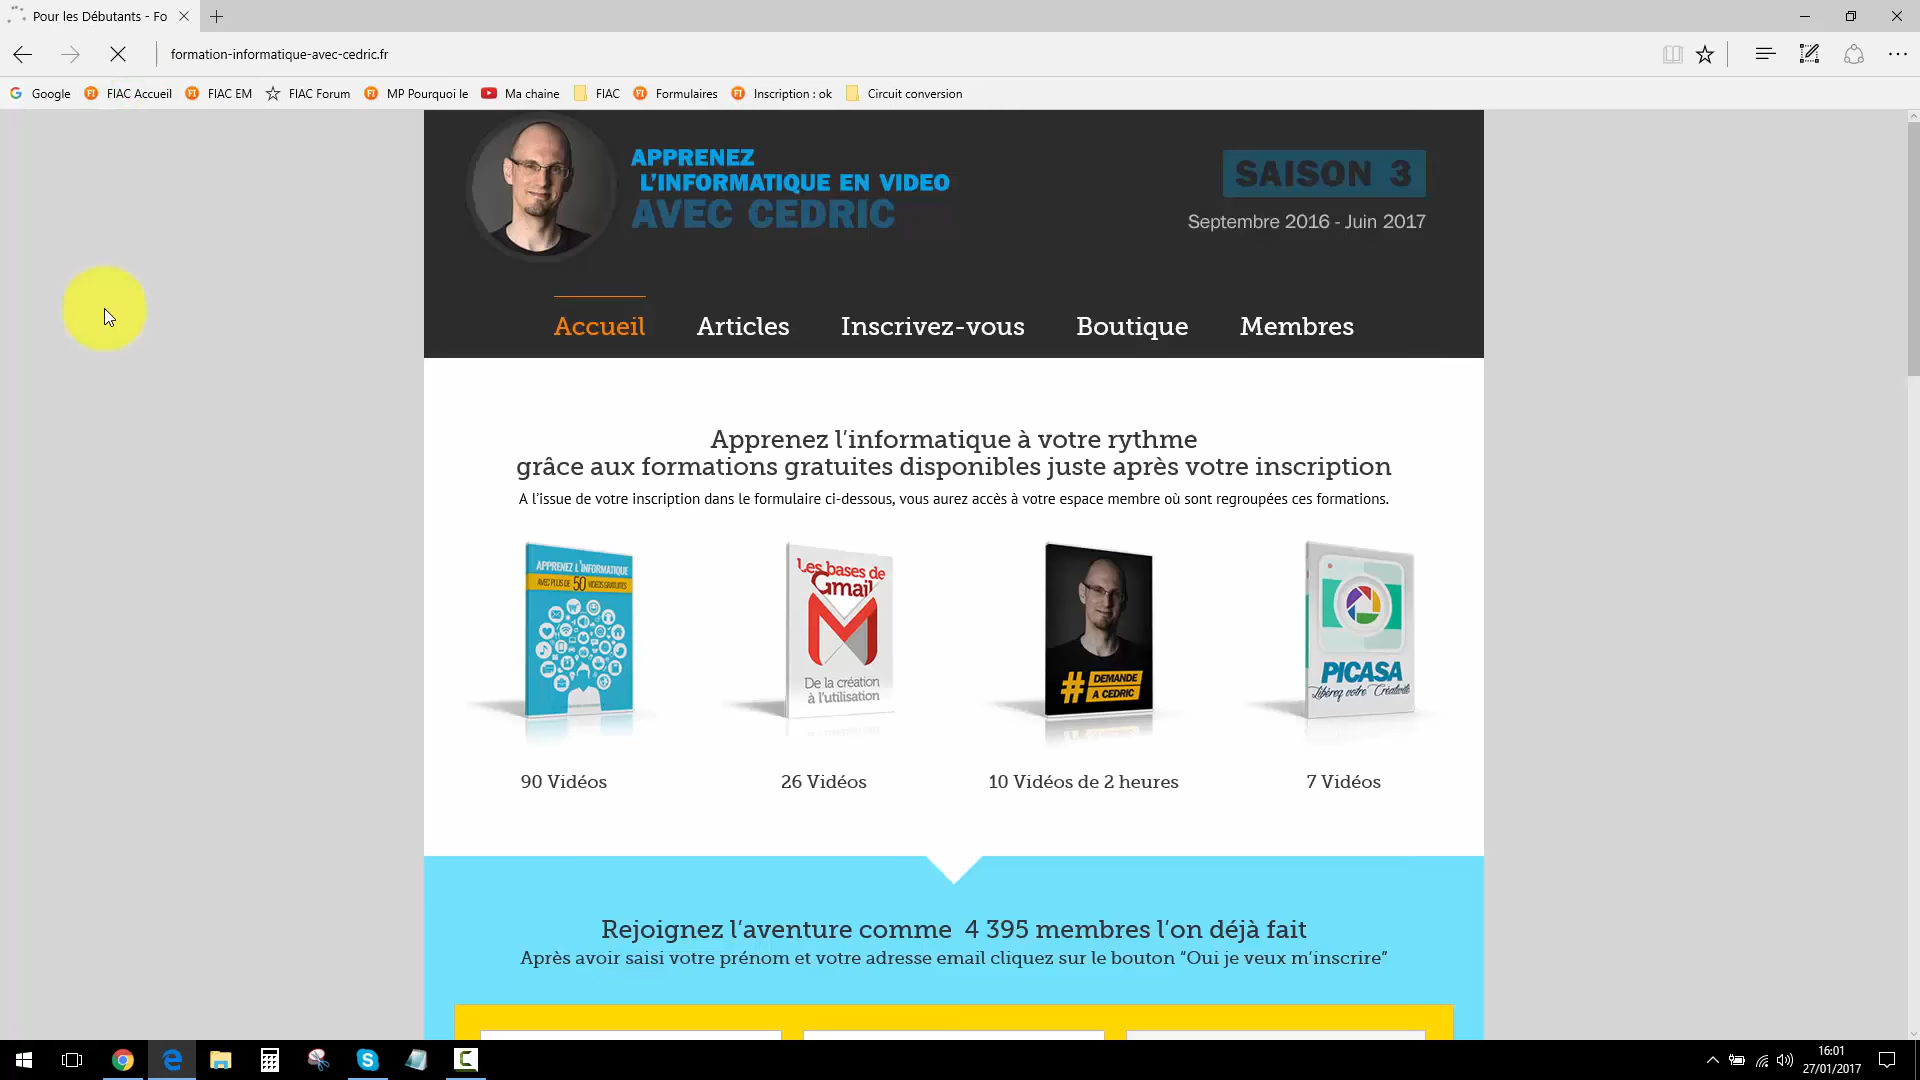 Pour les Débutants - Fo
formation-informatique-avec-cedric.fr
Google FIAC Accueil FIAC EM FIAC Forum MP Pourquoi le Ma chaine FIAC Formulaires Inscription : ok Circuit conversion
APPRENEZ
L'INFORMATIQUE EN VIDEO
AVEC CEDRIC
SAISON 3
Septembre 2016 - Juin 2017
Accueil Articles Inscrivez-vous Boutique Membres
Apprenez l'informatique à votre rythme
grâce aux formations gratuites disponibles juste après votre inscription
A l'issue de votre inscription dans le formulaire ci-dessous, vous aurez accès à votre espace membre où sont regroupées ces formations.
APPRENEZ L'INFORMATIQUE
AVEC PLUS DE 50 VIDEOS GRATUITES
Les bases de
Gmail
De la création
à l'utilisation
# DEMANDE
A CEDRIC
PICASA
Libérez votre Créativité
90 Vidéos 26 Vidéos 10 Vidéos de 2 heures 7 Vidéos
Rejoignez l'aventure comme 4 395 membres l'on déjà fait
Après avoir saisi votre prénom et votre adresse email cliquez sur le bouton “Oui je veux m'inscrire”
16:01
27/01/2017